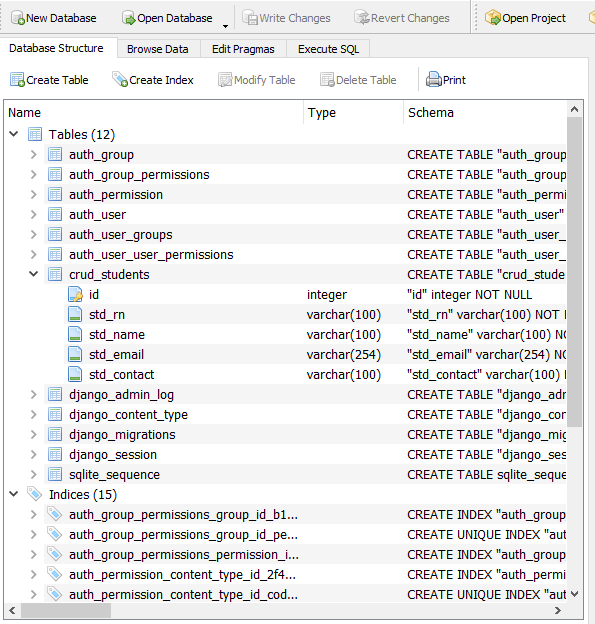 New Database Open Database Write Changes Revert Changes Open Project
Database Structure Browse Data Edit Pragmas Execute SQL
Create Table Create Index Modify Table Delete Table Print
Name Type Schema
Tables (12)
auth_group CREATE TABLE "auth_group
auth_group_permissions CREATE TABLE "auth_group
auth_permission CREATE TABLE "auth_permi
auth_user CREATE TABLE "auth_user"
auth_user_groups CREATE TABLE "auth_user_
auth_user_user_permissions CREATE TABLE "auth_user_
crud_students CREATE TABLE "crud_stude
id integer "id" integer NOT NULL
std_rn varchar(100) "std_rn" varchar(100) NOT
std_name varchar(100) "std_name" varchar(100)
std_email varchar(254) "std_email" varchar(254) NO
std_contact varchar(100) "std_contact" varchar(100)
django_admin_log CREATE TABLE "django_adr
django_content_type CREATE TABLE "django_cor
django_migrations CREATE TABLE "django_mig
django_session CREATE TABLE "django_ses
sqlite_sequence CREATE TABLE sqlite_seque
Indices (15)
auth_group_permissions_group_id_b1... CREATE INDEX "auth_group
auth_group_permissions_group_id_pe... CREATE UNIQUE INDEX "aut
auth_group_permissions_permission_i... CREATE INDEX "auth_group
auth_permission_content_type_id_2f4... CREATE INDEX "auth_permi
auth_permission_content_type_id_cod... CREATE UNIQUE INDEX "aut